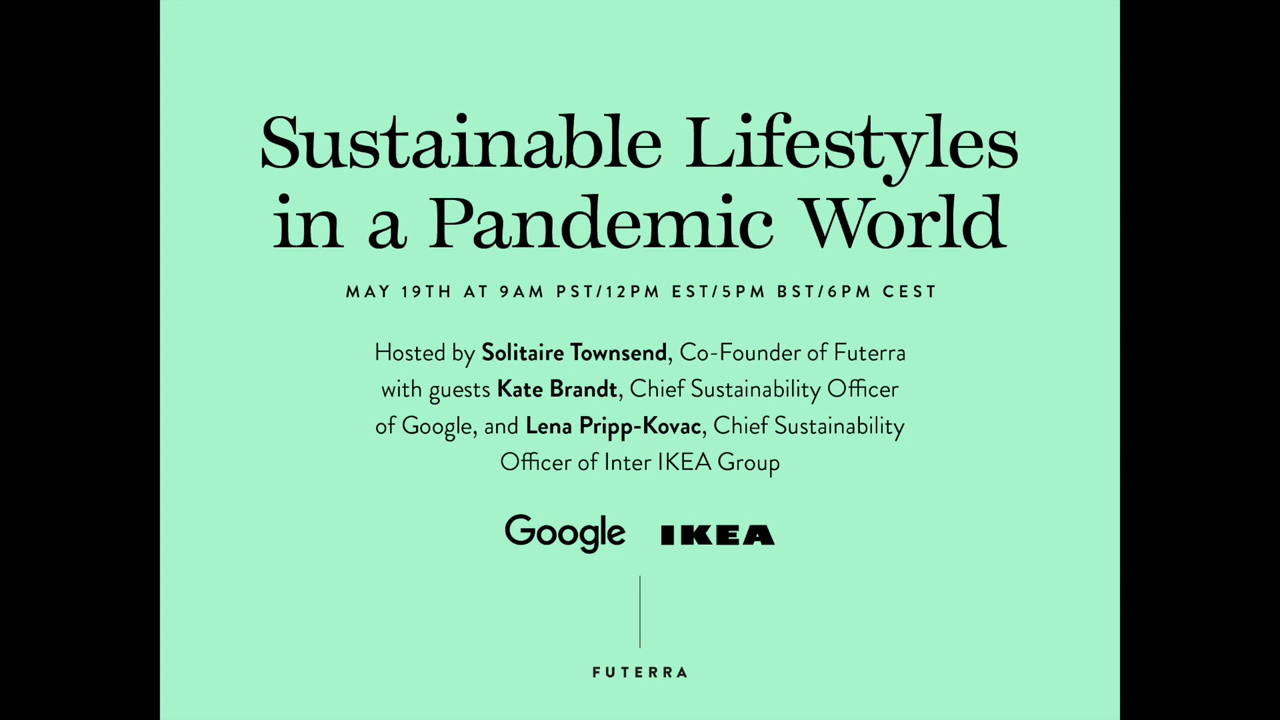 Sustainable Lifestyles
in a Pandemic World
MAY 19TH AT 9AM PST/12PM EST/5PM BST/6PM CEST
Hosted by Solitaire Townsend, Co-Founder of Futerra
with guests Kate Brandt, Chief Sustainability Officer
of Google, and Lena Pripp-Kovac, Chief Sustainability
Officer of Inter IKEA Group
Google IKEA
FUTERRA